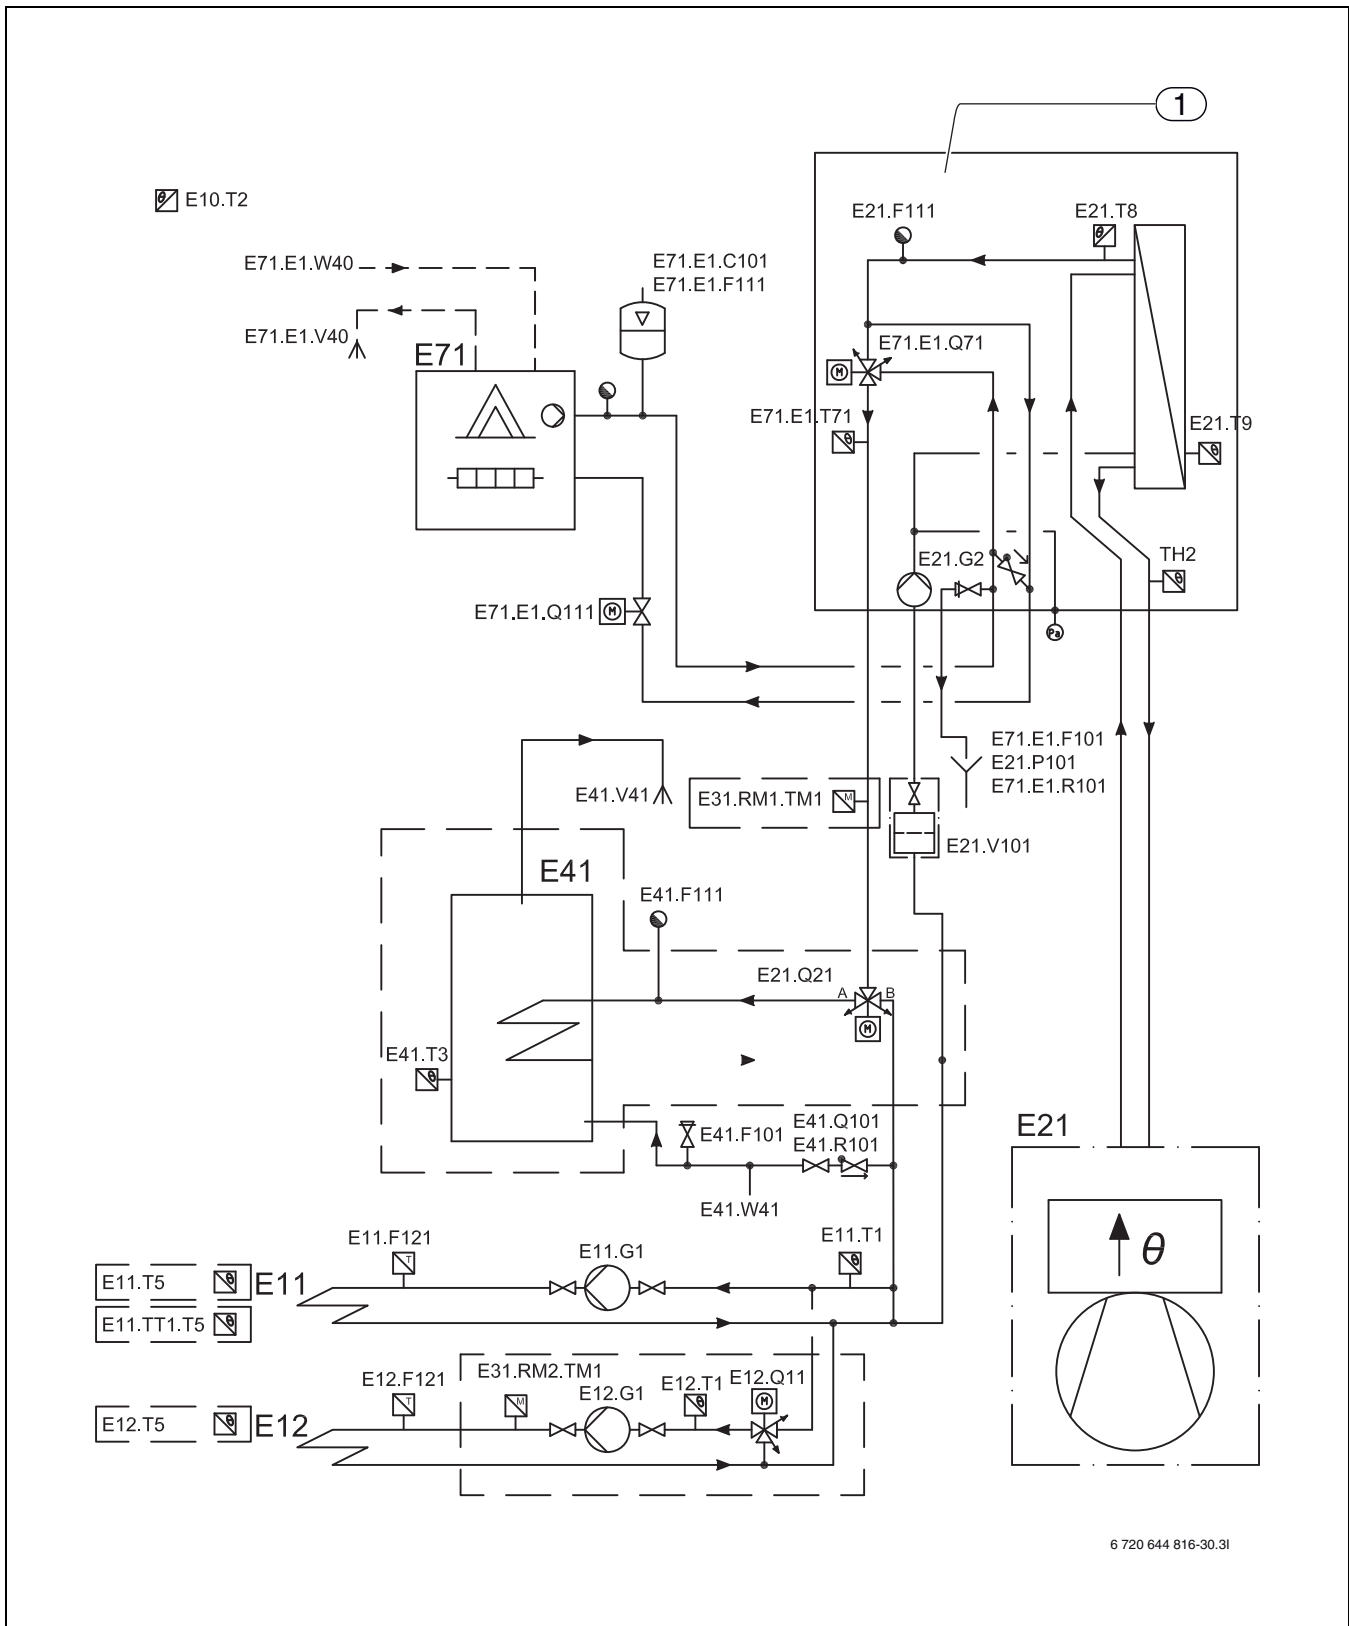 1
E10.T2
E21.F111
E21.T8
E71.E1.W40
E71.E1.C101
E71.E1.F111
E71.E1.V40
E71
E71.E1.Q71
M
E71.E1.T71
θ
E21.T9
θ
E21.G2
TH2
θ
E71.E1.Q111
M
Pa
E71.E1.F101
E21.P101
E71.E1.R101
E41.V41
E31.RM1.TM1
M
E21.V101
E41
E41.F111
E21.Q21
A
B
M
E41.T3
θ
E41.F101
E41.Q101
E41.R101
E41.W41
E21
θ
E11.F121
T
E11.G1
E11.T1
θ
E11.T5
θ
E11
E11.TT1.T5
θ
E12.F121
T
E31.RM2.TM1
M
E12.G1
E12.T1
θ
E12.Q11
M
E12.T5
θ
E12
6 720 644 816-30.3I